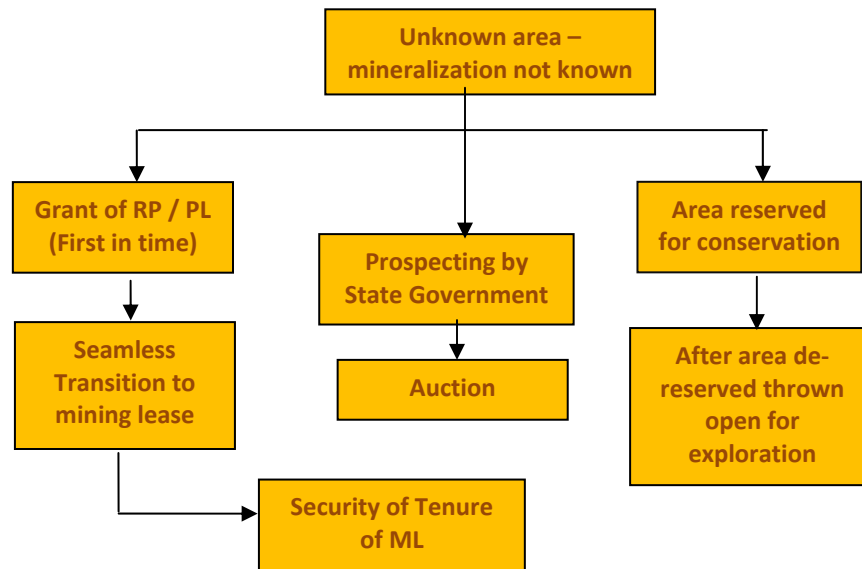 Unknown area –
mineralization not known
Grant of RP / PL
(First in time)
Prospecting by
State Government
Area reserved
for conservation
Seamless
Transition to
mining lease
Auction
After area de-
reserved thrown
open for
exploration
Security of Tenure
of ML